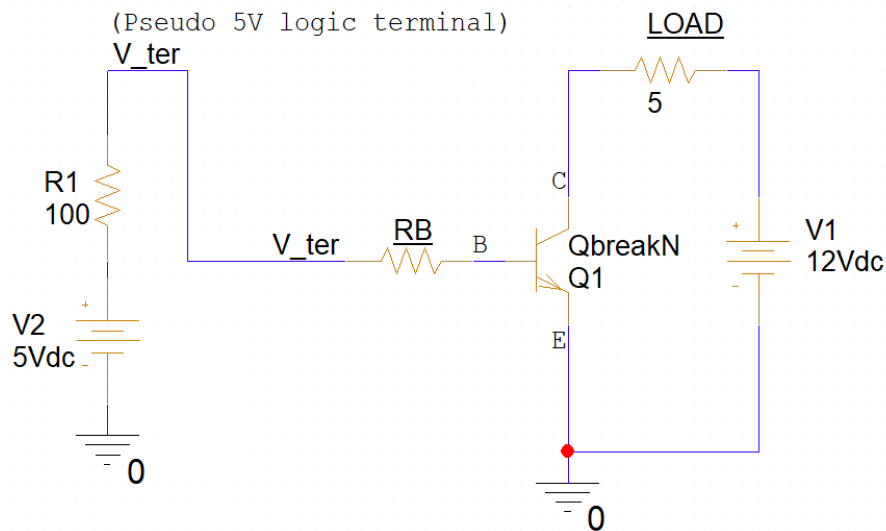 (Pseudo 5V logic terminal)
V_ter
LOAD
5
R1
100
C
V_ter
RB
B
QbreakN
Q1
V1
12Vdc
+
-
+
V2
5Vdc
-
E
0
0